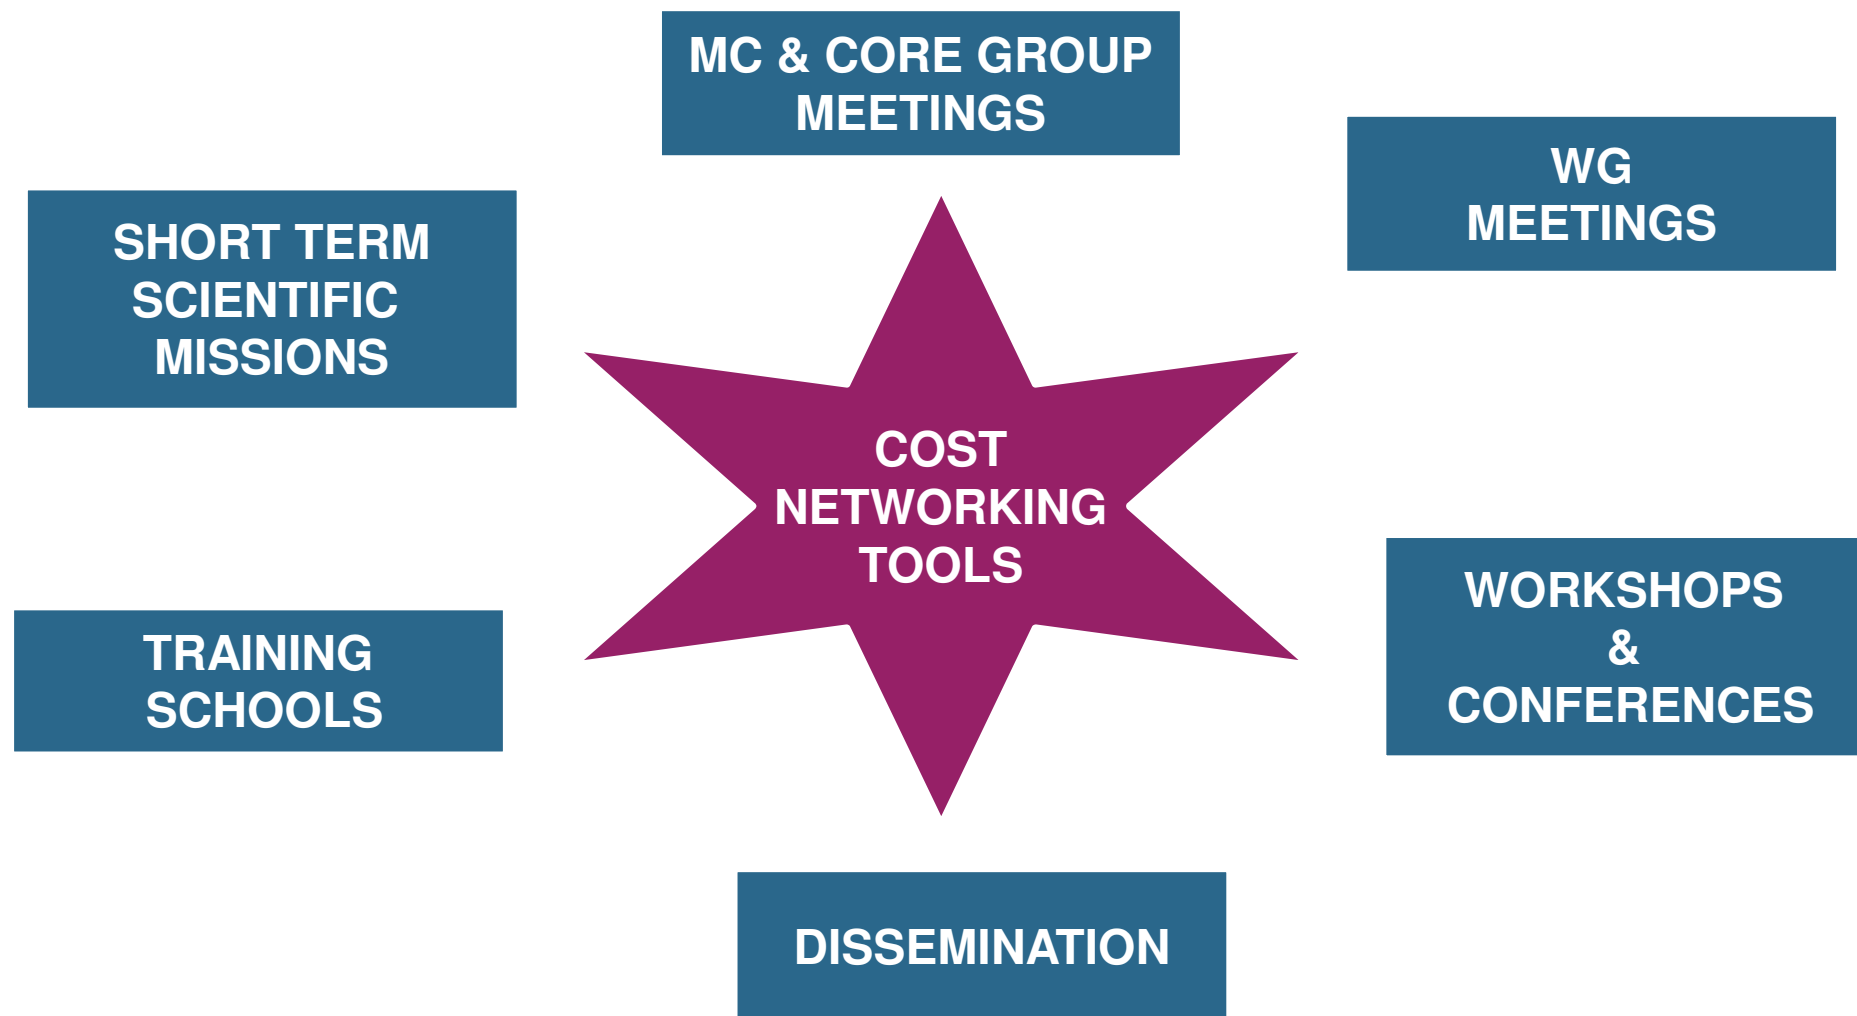 MC & CORE GROUP
MEETINGS
WG
MEETINGS
SHORT TERM
SCIENTIFIC
MISSIONS
COST
NETWORKING
TOOLS
WORKSHOPS
&
CONFERENCES
TRAINING
SCHOOLS
DISSEMINATION